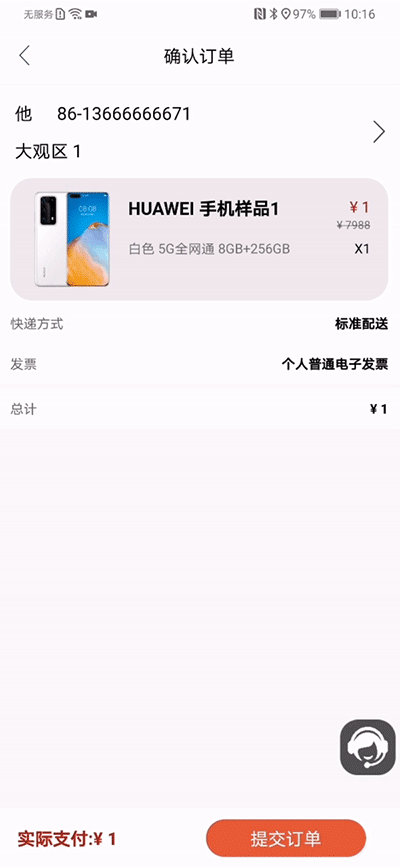 无服务 97% 10:16
确认订单
他 86-13666666671
大观区 1
HUAWEI 手机样品1 ¥ 1
¥ 7988
白色 5G全网通 8GB+256GB X1
快递方式 标准配送
发票 个人普通电子发票
总计 ¥ 1
实际支付:¥ 1 提交订单